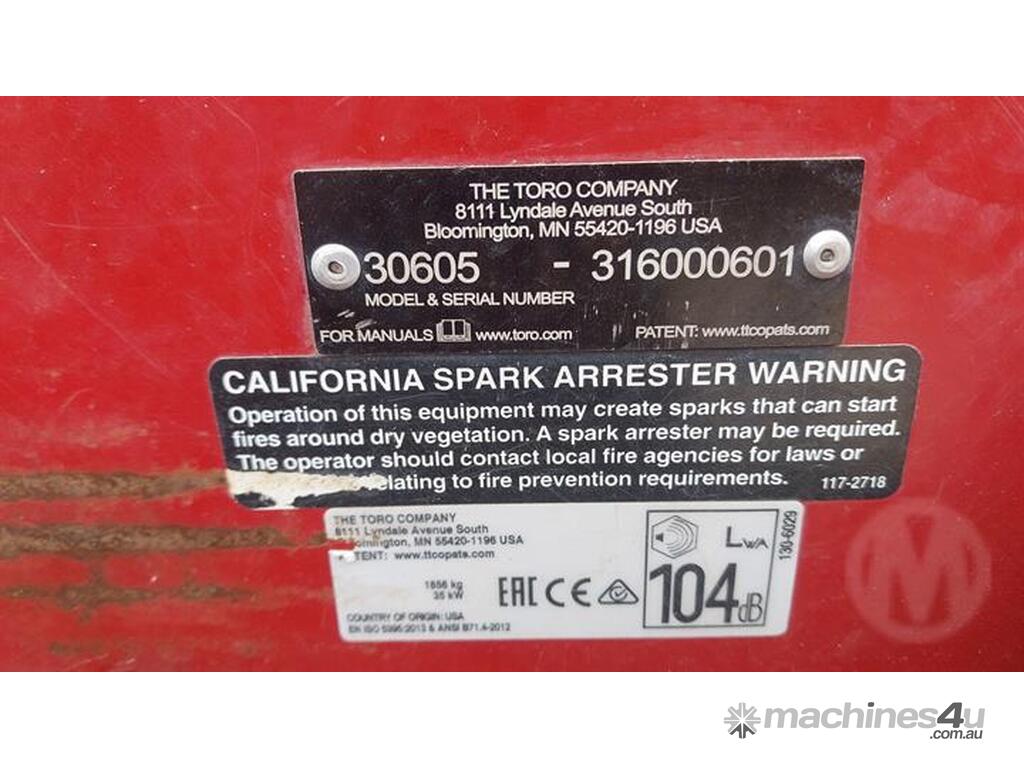 THE TORO COMPANY
8111 Lyndale Avenue South
Bloomington, MN 55420-1196 USA
30605 - 316000601
MODEL & SERIAL NUMBER
FOR MANUALS www.toro.com PATENT: www.ttcopats.com
CALIFORNIA SPARK ARRESTER WARNING
Operation of this equipment may create sparks that can start
fires around dry vegetation. A spark arrester may be required.
The operator should contact local fire agencies for laws or
elating to fire prevention requirements. 117-2718
THE TORO COMPANY
8111 Lyndale Avenue South
omington, MN 55420-1196 USA
TENT: www.ttcopats.com
1656 kg
35 kW
COUNTRY OF ORIGIN: USA
EN ISO 5395:2013 & ANSI B71.4-2012
EAC CE
LWA
104dB
130-6029
M
machines4u
.com.au